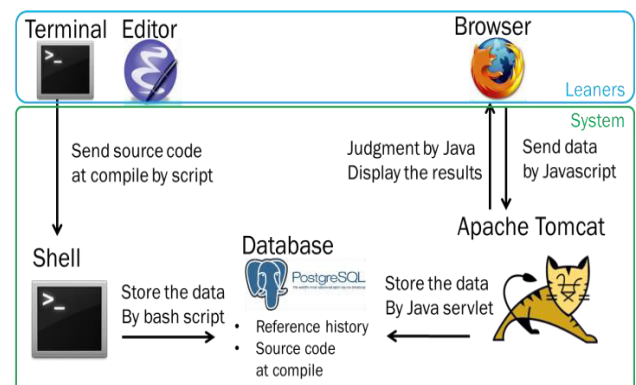 Terminal
Editor
Browser
>_
Leaners
System
Send source code
at compile by script
Judgment by Java
Display the results
Send data
by Javascript
Apache Tomcat
Shell
>_
Database
PostgreSQL
Store the data
By bash script
Store the data
By Java servlet
• Reference history
• Source code
at compile